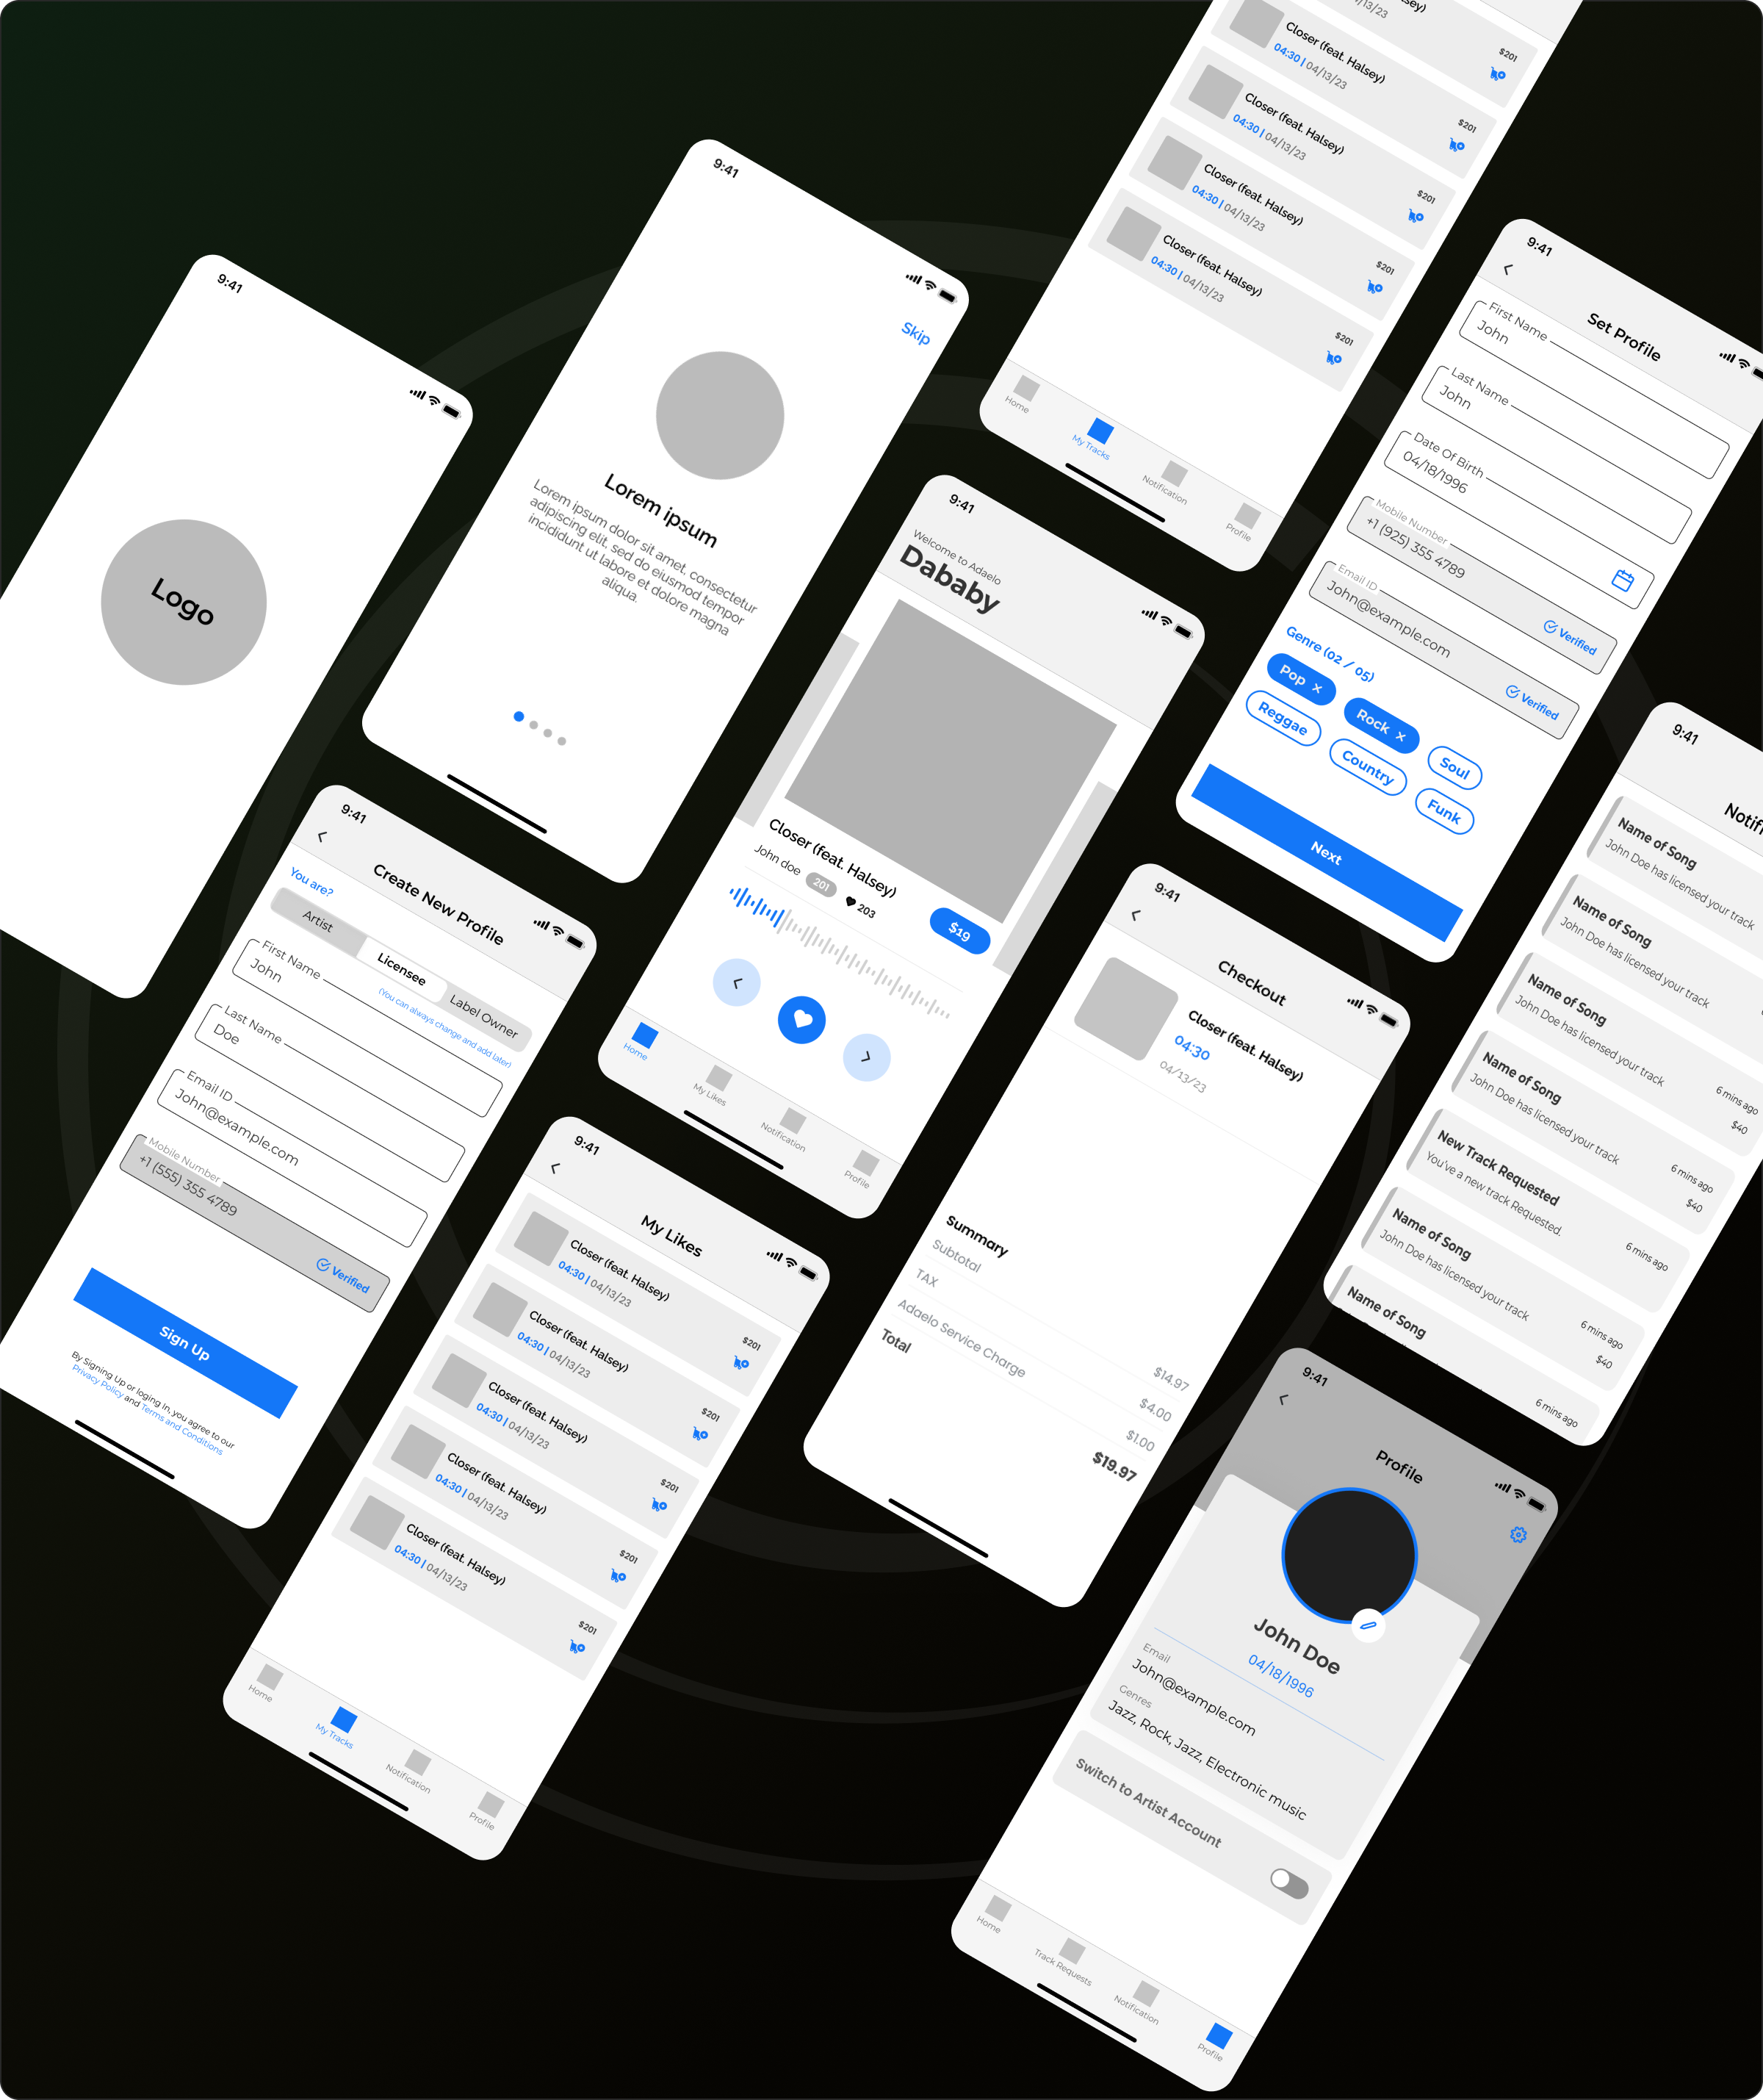 9:41
Logo
9:41
Skip
Lorem ipsum
Lorem ipsum dolor sit amet, consectetur
adipiscing elit, sed do eiusmod tempor
incididunt ut labore et dolore magna
aliqua.
Closer (feat. Halsey)
04:30 | 04/13/23
$201
Closer (feat. Halsey)
04:30 | 04/13/23
$201
Closer (feat. Halsey)
04:30 | 04/13/23
$201
Closer (feat. Halsey)
04:30 | 04/13/23
$201
$201
Home
My Tracks
Notification
Profile
9:41
Set Profile
First Name
John
Last Name
John
Date Of Birth
04/18/1996
Mobile Number
+1 (925) 355 4789
Verified
Email ID
John@example.com
Verified
Genre (02 / 05)
Pop
Rock
Soul
Reggae
Country
Funk
Next
9:41
Welcome to Adaelo
Dababy
Closer (feat. Halsey)
John doe
201
203
$19
Home
My Likes
Notification
Profile
9:41
Create New Profile
You are?
Artist
Licensee
Label Owner
(You can always change and add later)
First Name
John
Last Name
Doe
Email ID
John@example.com
Mobile Number
+1 (555) 355 4789
Verified
Sign Up
By Signing Up or loging in, you agree to our
Privacy Policy and Terms and Conditions
9:41
My Likes
Closer (feat. Halsey)
04:30 | 04/13/23
$201
Closer (feat. Halsey)
04:30 | 04/13/23
$201
Closer (feat. Halsey)
04:30 | 04/13/23
$201
Closer (feat. Halsey)
04:30 | 04/13/23
$201
Closer (feat. Halsey)
04:30 | 04/13/23
$201
Home
My Tracks
Notification
Profile
9:41
Checkout
Closer (feat. Halsey)
04:30
04/13/23
Summary
Subtotal
$14.97
TAX
$4.00
Adaelo Service Charge
$1.00
Total
$19.97
9:41
Name of Song
John Doe has licensed your track
Name of Song
John Doe has licensed your track
Name of Song
John Doe has licensed your track
6 mins ago
$40
Name of Song
John Doe has licensed your track
6 mins ago
$40
New Track Requested
You've a new track Requested.
6 mins ago
Name of Song
John Doe has licensed your track
6 mins ago
$40
Name of Song
6 mins ago
9:41
Profile
John Doe
04/18/1996
Email
John@example.com
Genres
Jazz, Rock, Jazz, Electronic music
Switch to Artist Account
Home
Track Requests
Notification
Profile